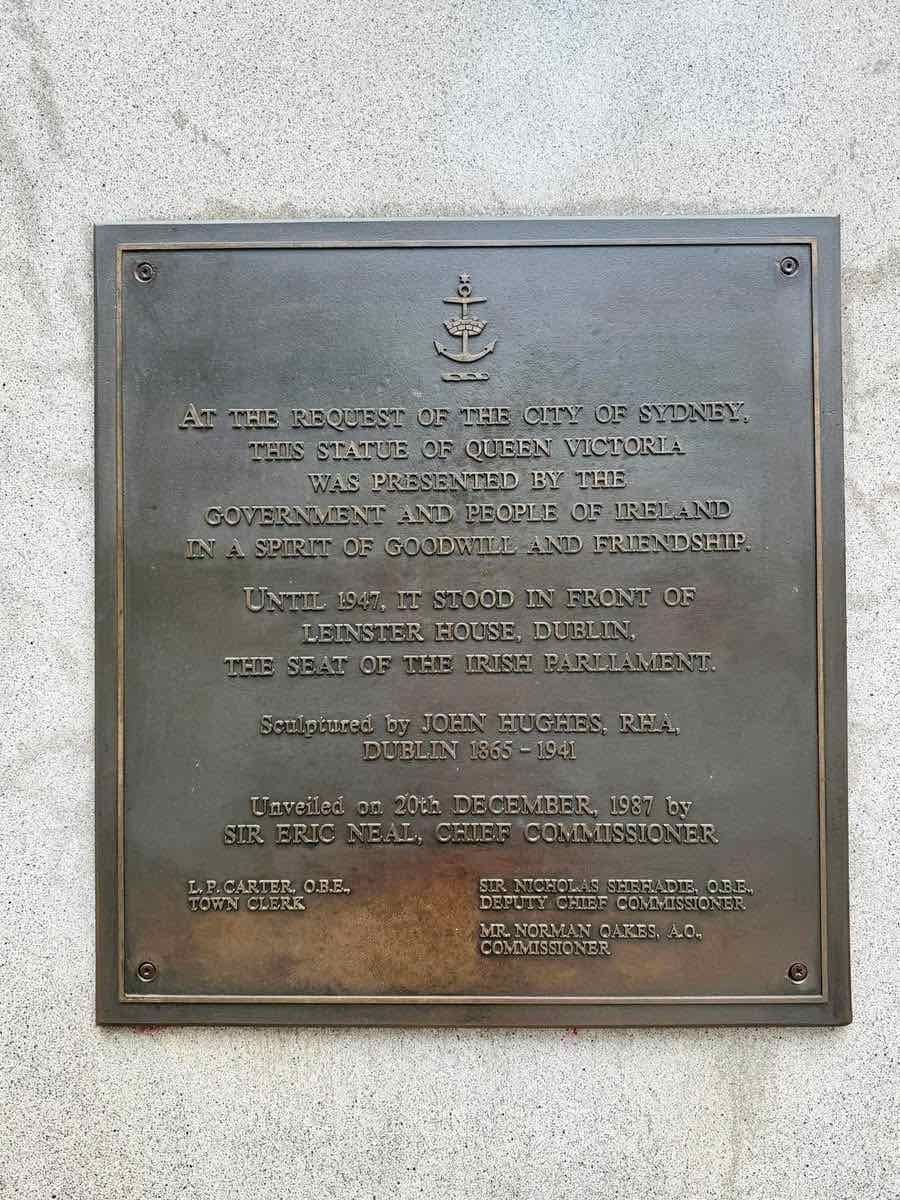 AT THE REQUEST OF THE CITY OF SYDNEY,
THIS STATUE OF QUEEN VICTORIA
WAS PRESENTED BY THE
GOVERNMENT AND PEOPLE OF IRELAND
IN A SPIRIT OF GOODWILL AND FRIENDSHIP.
UNTIL 1947, IT STOOD IN FRONT OF
LEINSTER HOUSE, DUBLIN,
THE SEAT OF THE IRISH PARLIAMENT.
Sculptured by JOHN HUGHES, RHA,
DUBLIN 1865 - 1941
Unveiled on 20th DECEMBER, 1987 by
SIR ERIC NEAL, CHIEF COMMISSIONER
L. P. CARTER, O.B.E.,
TOWN CLERK
SIR NICHOLAS SHEHADIE, O.B.E.,
DEPUTY CHIEF COMMISSIONER
MR. NORMAN OAKES, A.O.,
COMMISSIONER